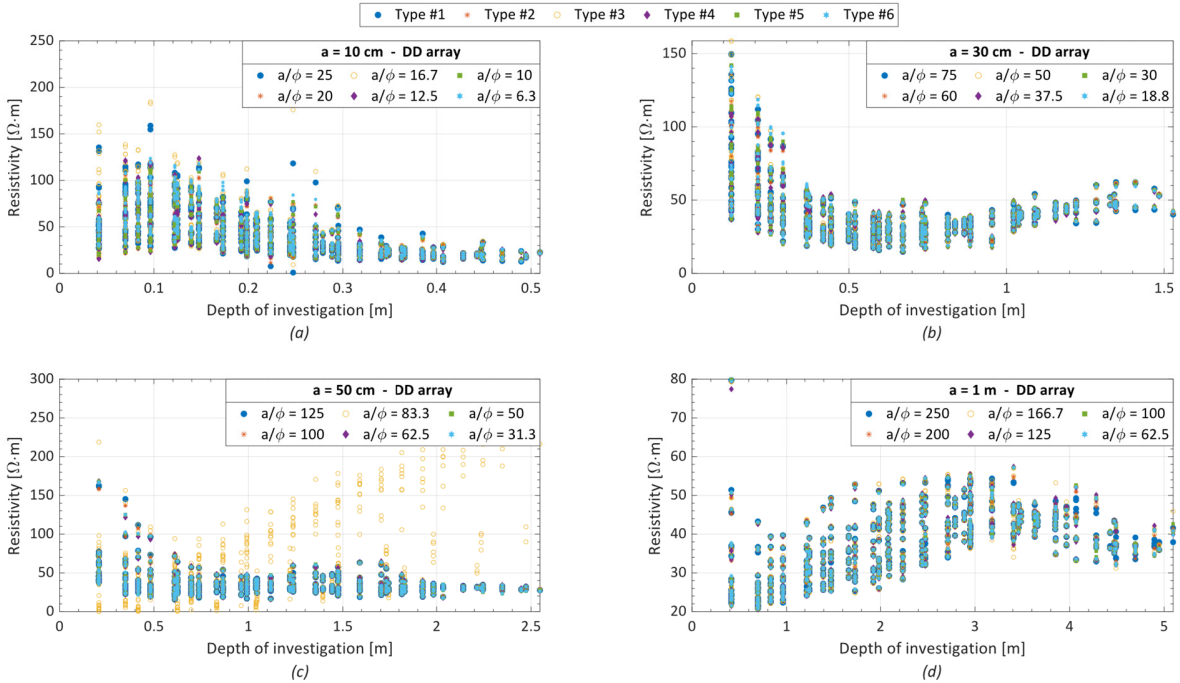 Type #1 Type #2 Type #3 Type #4 Type #5 Type #6
a = 10 cm - DD array
a/ϕ = 25 a/ϕ = 16.7 a/ϕ = 10
a/ϕ = 20 a/ϕ = 12.5 a/ϕ = 6.3
250
200
150
100
50
0
Resistivity [Ω·m]
0 0.1 0.2 0.3 0.4 0.5
Depth of investigation [m]
(a)
a = 30 cm - DD array
a/ϕ = 75 a/ϕ = 50 a/ϕ = 30
a/ϕ = 60 a/ϕ = 37.5 a/ϕ = 18.8
150
100
50
0
Resistivity [Ω·m]
0 0.5 1 1.5
Depth of investigation [m]
(b)
a = 50 cm - DD array
a/ϕ = 125 a/ϕ = 83.3 a/ϕ = 50
a/ϕ = 100 a/ϕ = 62.5 a/ϕ = 31.3
300
250
200
150
100
50
0
Resistivity [Ω·m]
0 0.5 1 1.5 2 2.5
Depth of investigation [m]
(c)
a = 1 m - DD array
a/ϕ = 250 a/ϕ = 166.7 a/ϕ = 100
a/ϕ = 200 a/ϕ = 125 a/ϕ = 62.5
80
70
60
50
40
30
20
Resistivity [Ω·m]
0 1 2 3 4 5
Depth of investigation [m]
(d)